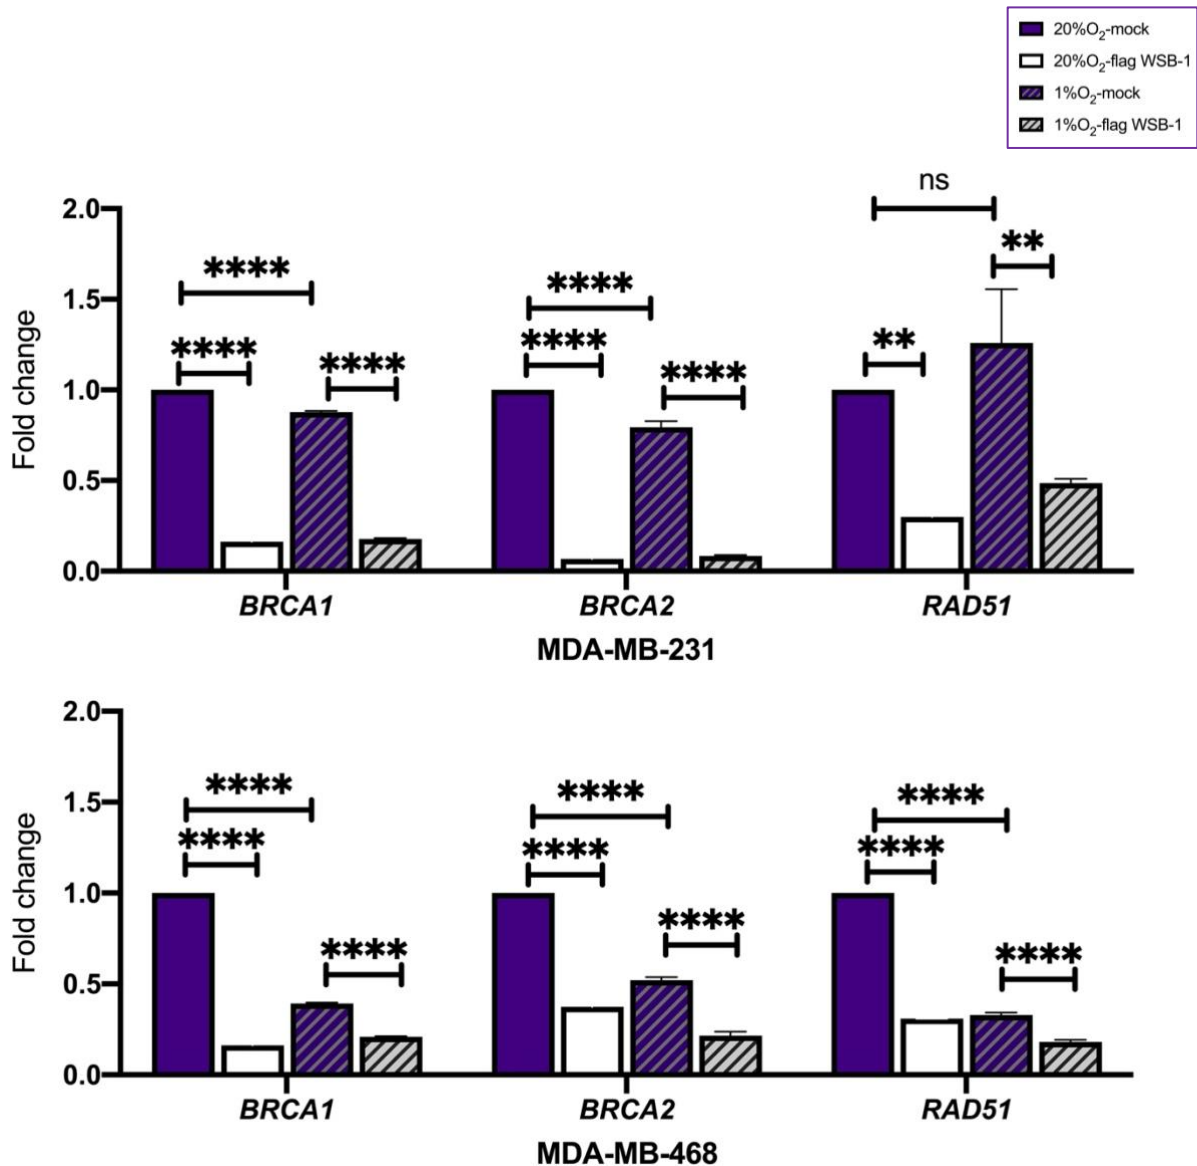 20%O₂-mock
20%O₂-flag WSB-1
1%O₂-mock
1%O₂-flag WSB-1
ns
**
****
****
****
****
****
****
**
2.0
1.5
1.0
0.5
0.0
Fold change
BRCA1 BRCA2 RAD51
MDA-MB-231
2.0
1.5
1.0
0.5
0.0
Fold change
****
****
****
****
****
****
****
****
****
BRCA1 BRCA2 RAD51
MDA-MB-468